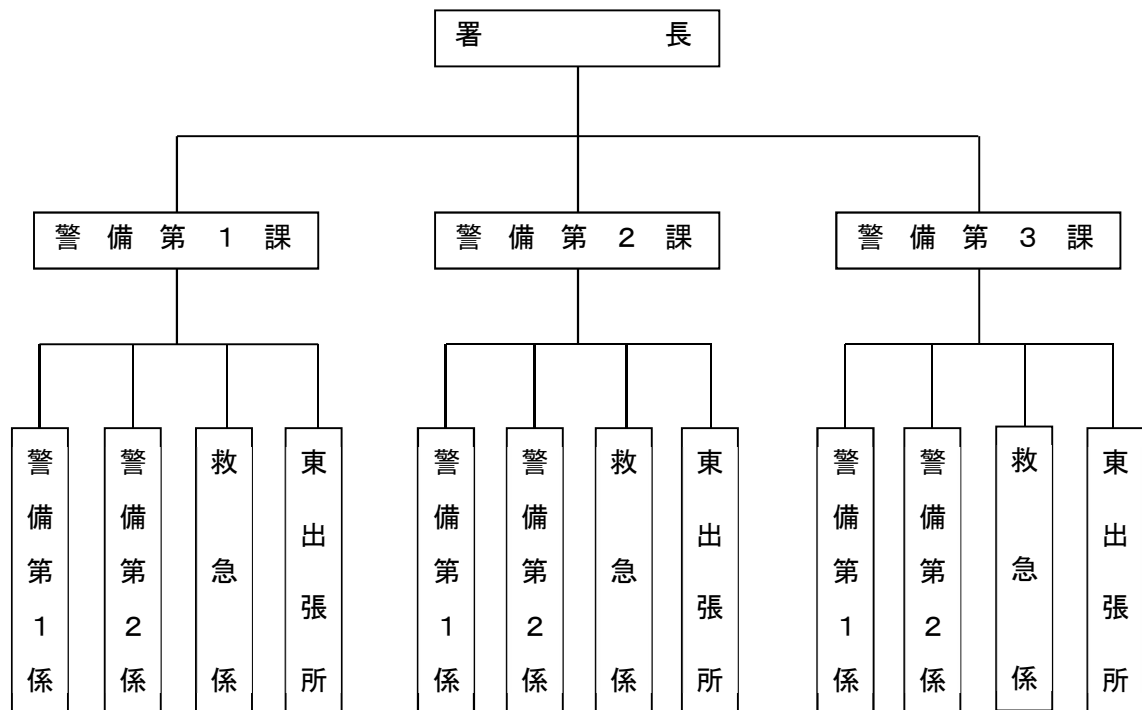 署長
警備第１課
警備第２課
警備第３課
警備第１係
警備第２係
救急係
東出張所
警備第１係
警備第２係
救急係
東出張所
警備第１係
警備第２係
救急係
東出張所